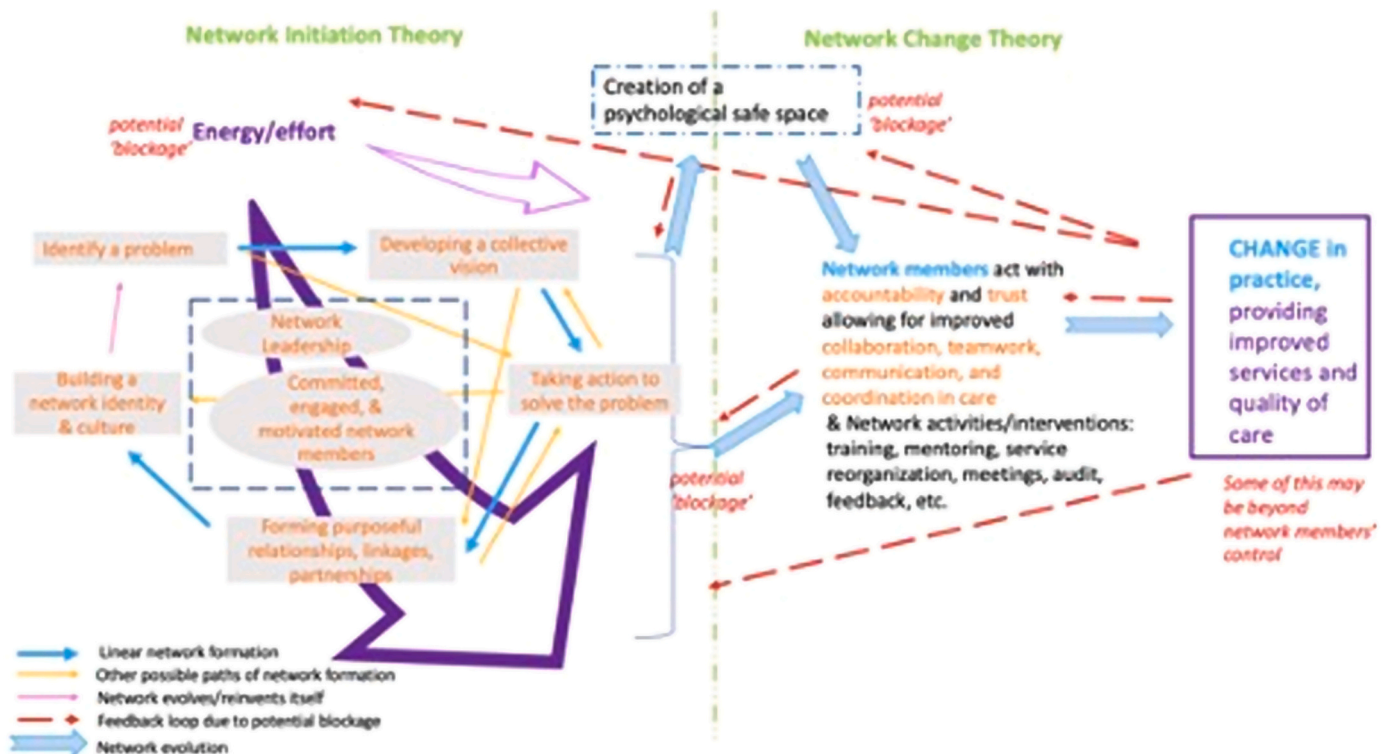 Network Initiation Theory
Network Change Theory
Creation of a
psychological safe space
potential
'blockage'
potential
'blockage'
Energy/effort
Identify a problem
Developing a collective
vision
Network
Leadership
Committed,
engaged, &
motivated network
members
Building a
network identity
& culture
Taking action to
solve the problem
Forming purposeful
relationships, linkages,
partnerships
potential
'blockage'
Network members act with
accountability and trust
allowing for improved
collaboration, teamwork,
communication, and
coordination in care
& Network activities/interventions:
training, mentoring, service
reorganization, meetings, audit,
feedback, etc.
CHANGE in
practice,
providing
improved
services and
quality of
care
Some of this may
be beyond
network members'
control
Linear network formation
Other possible paths of network formation
Network evolves/reinvents itself
Feedback loop due to potential blockage
Network evolution